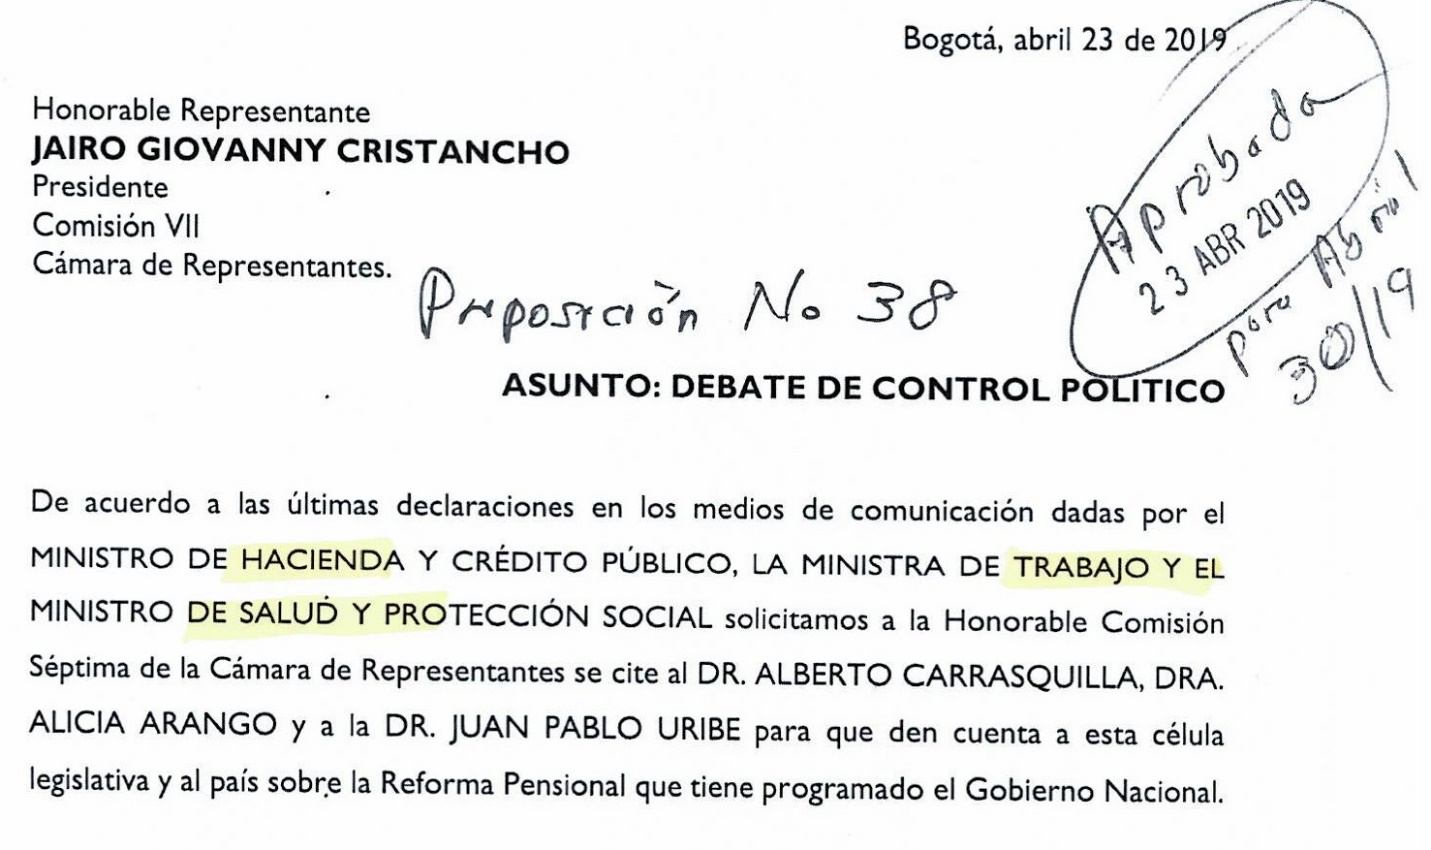 Bogotá, abril 23 de 2019
Honorable Representante
JAIRO GIOVANNY CRISTANCHO
Presidente
Comisión VII
Cámara de Representantes.
Aprobada
23 ABR 2019
para Abril
30/19
Proposición No 38
ASUNTO: DEBATE DE CONTROL POLITICO
De acuerdo a las últimas declaraciones en los medios de comunicación dadas por el
MINISTRO DE HACIENDA Y CRÉDITO PÚBLICO, LA MINISTRA DE TRABAJO Y EL
MINISTRO DE SALUD Y PROTECCIÓN SOCIAL solicitamos a la Honorable Comisión
Séptima de la Cámara de Representantes se cite al DR. ALBERTO CARRASQUILLA, DRA.
ALICIA ARANGO y a la DR. JUAN PABLO URIBE para que den cuenta a esta célula
legislativa y al país sobre la Reforma Pensional que tiene programado el Gobierno Nacional.